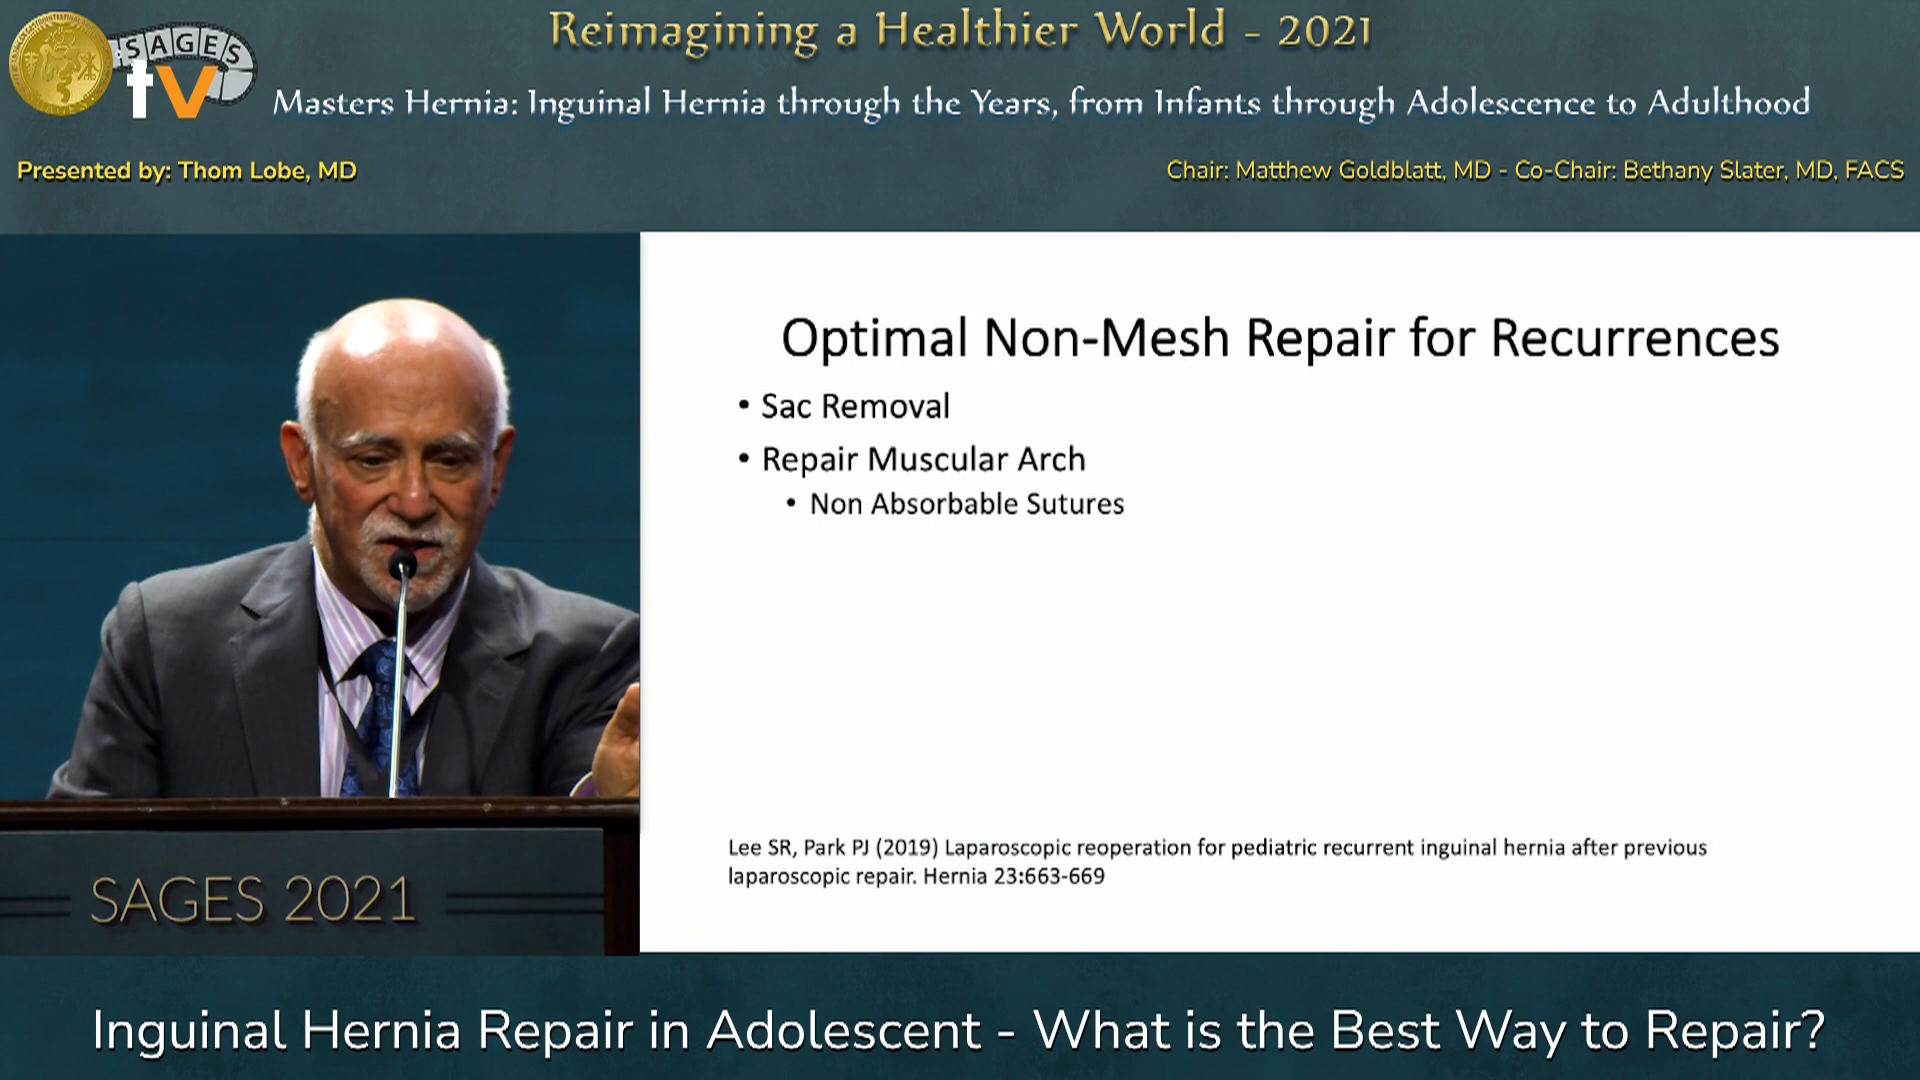 Reimagining a Healthier World - 2021
SAGES
tv
Masters Hernia: Inguinal Hernia through the Years, from Infants through Adolescence to Adulthood
Presented by: Thom Lobe, MD
Chair: Matthew Goldblatt, MD - Co-Chair: Bethany Slater, MD, FACS
Optimal Non-Mesh Repair for Recurrences
• Sac Removal
• Repair Muscular Arch
• Non Absorbable Sutures
Lee SR, Park PJ (2019) Laparoscopic reoperation for pediatric recurrent inguinal hernia after previous
laparoscopic repair. Hernia 23:663-669
SAGES 2021
Inguinal Hernia Repair in Adolescent - What is the Best Way to Repair?